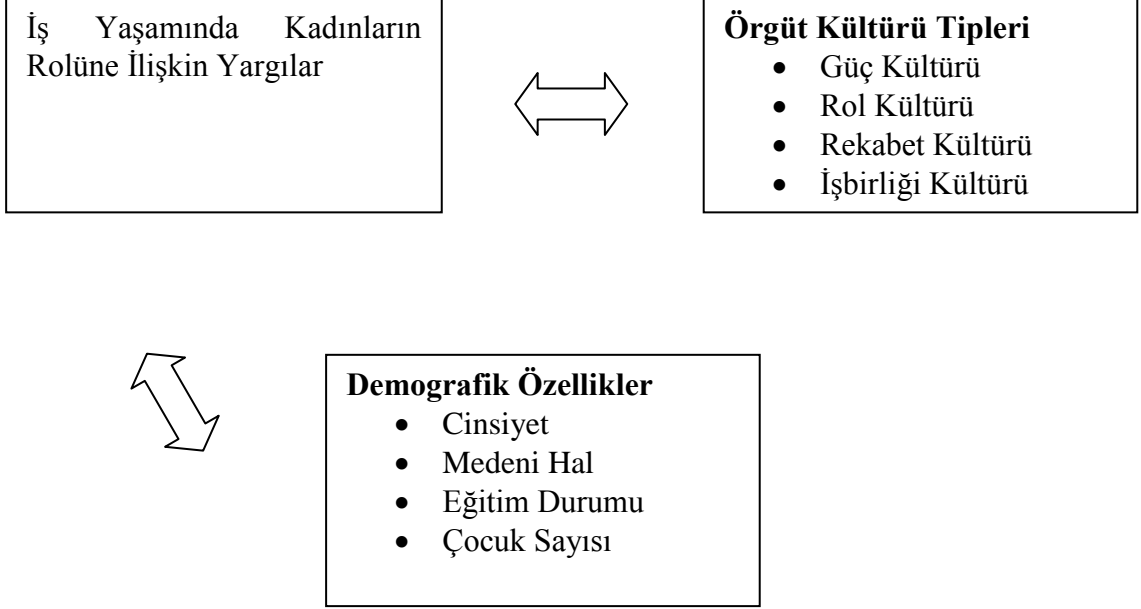 İş Yaşamında Kadınların
Rolüne İlişkin Yargılar
Örgüt Kültürü Tipleri
• Güç Kültürü
• Rol Kültürü
• Rekabet Kültürü
• İşbirliği Kültürü
Demografik Özellikler
• Cinsiyet
• Medeni Hal
• Eğitim Durumu
• Çocuk Sayısı